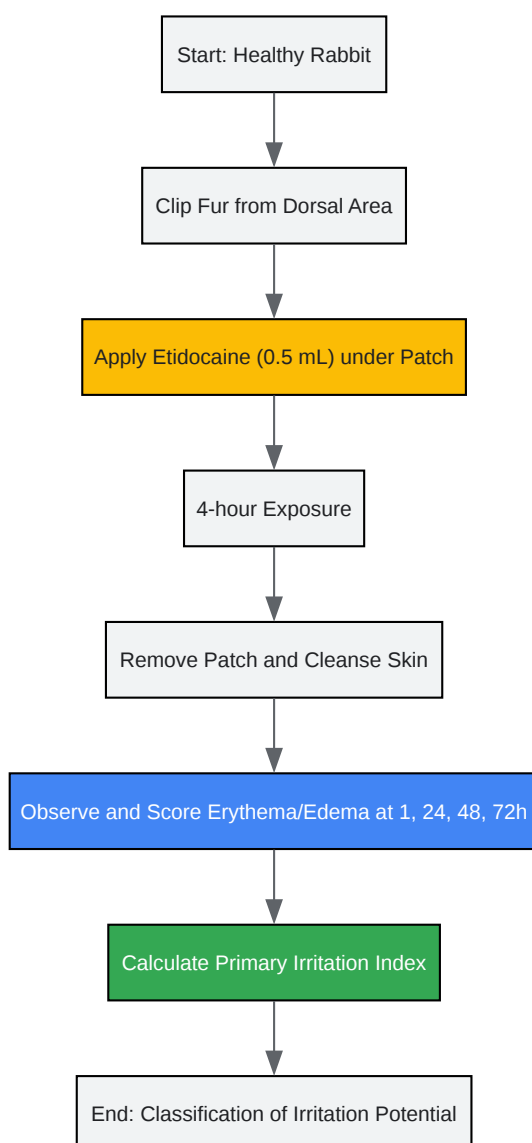 Start: Healthy Rabbit
Clip Fur from Dorsal Area
Apply Etidocaine (0.5 mL) under Patch
4-hour Exposure
Remove Patch and Cleanse Skin
Observe and Score Erythema/Edema at 1, 24, 48, 72h
Calculate Primary Irritation Index
End: Classification of Irritation Potential